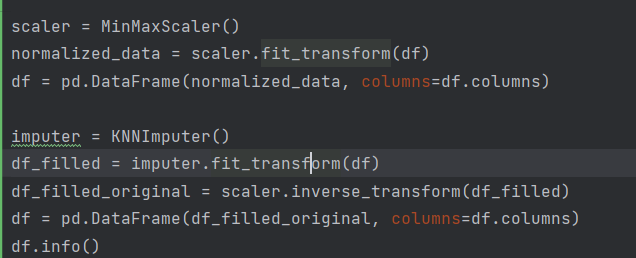 scaler = MinMaxScaler()
normalized_data = scaler.fit_transform(df)
df = pd.DataFrame(normalized_data, columns=df.columns)
imputer = KNNImputer()
df_filled = imputer.fit_transform(df)
df_filled_original = scaler.inverse_transform(df_filled)
df = pd.DataFrame(df_filled_original, columns=df.columns)
df.info()